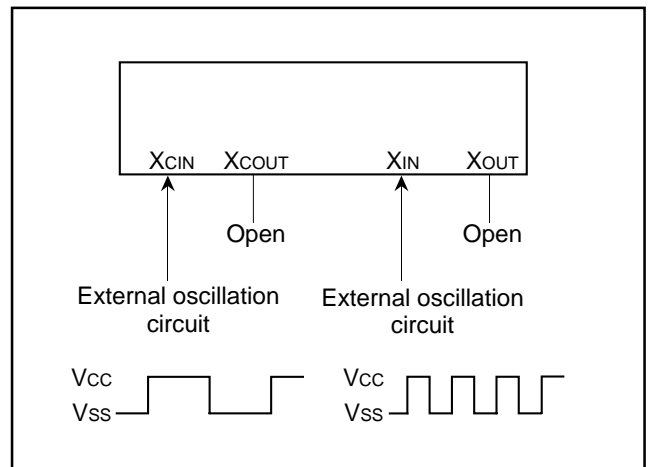 XCIN XCOUT XIN XOUT
Open Open
External oscillation External oscillation
circuit circuit
VCC VCC
VSS VSS